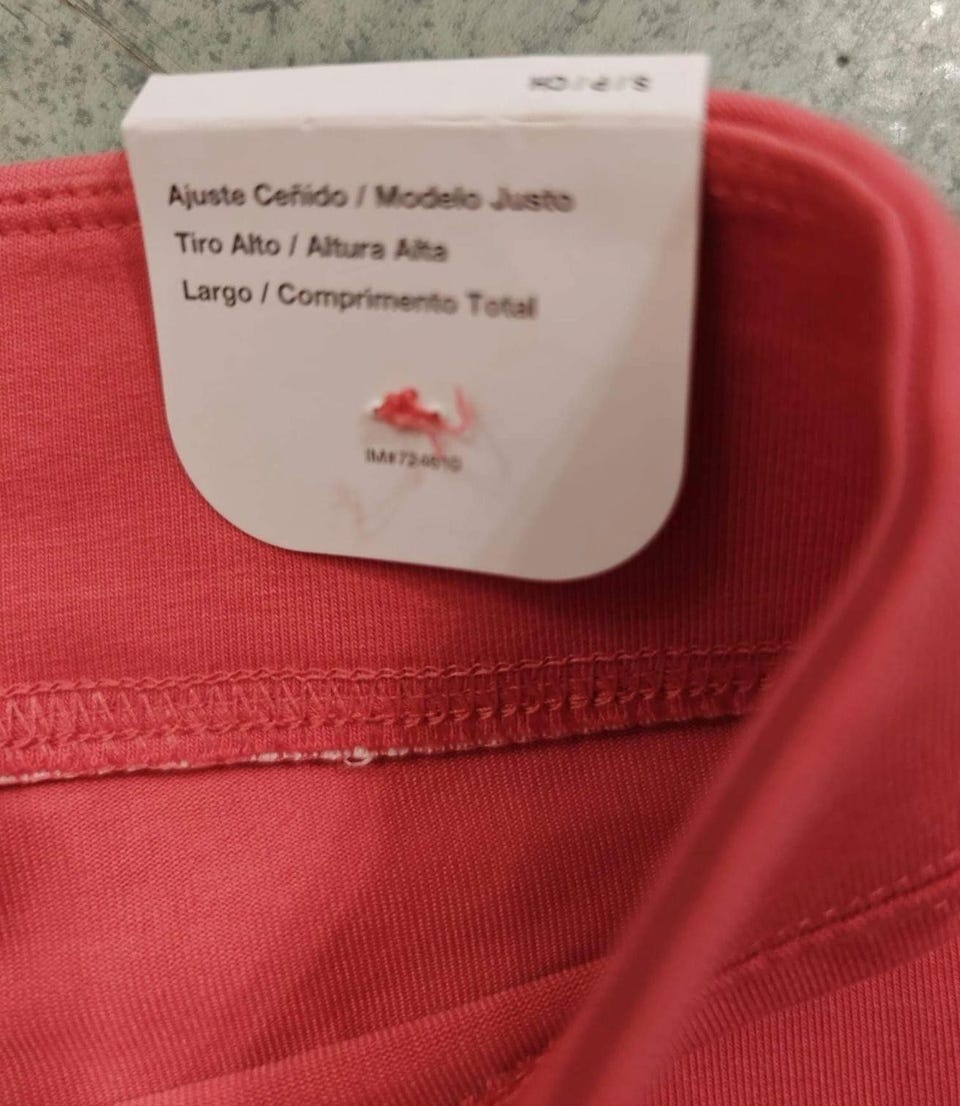 S/P/CH
Ajuste Ceñido / Modelo Justo
Tiro Alto / Altura Alta
Largo / Comprimento Total